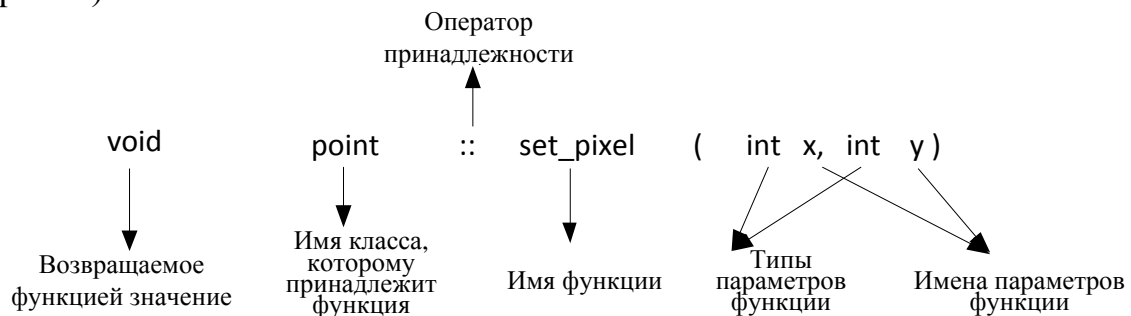 Оператор
принадлежности
void point :: set_pixel ( int x, int y )
Возвращаемое
функцией значение
Имя класса,
которому
принадлежит
функция
Имя функции
Типы
параметров
функции
Имена параметров
функции